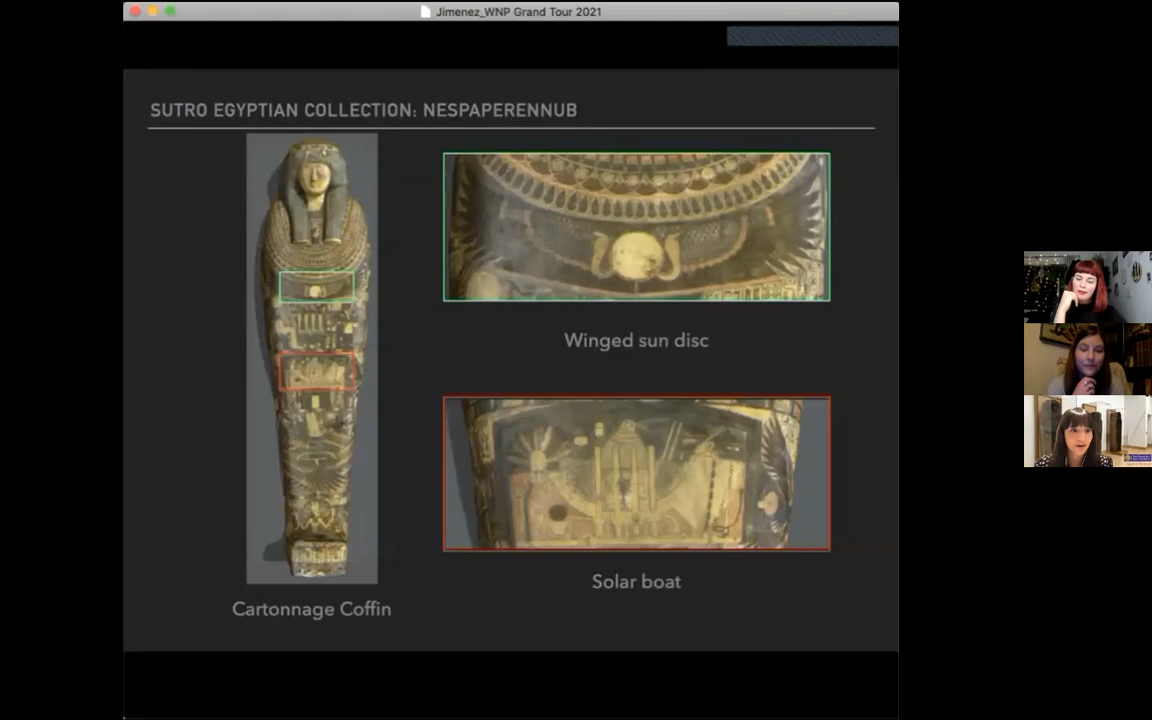 Jimenez_WNP Grand Tour 2021
SUTRO EGYPTIAN COLLECTION: NESPAPERENNUB
Winged sun disc
Solar boat
Cartonnage Coffin